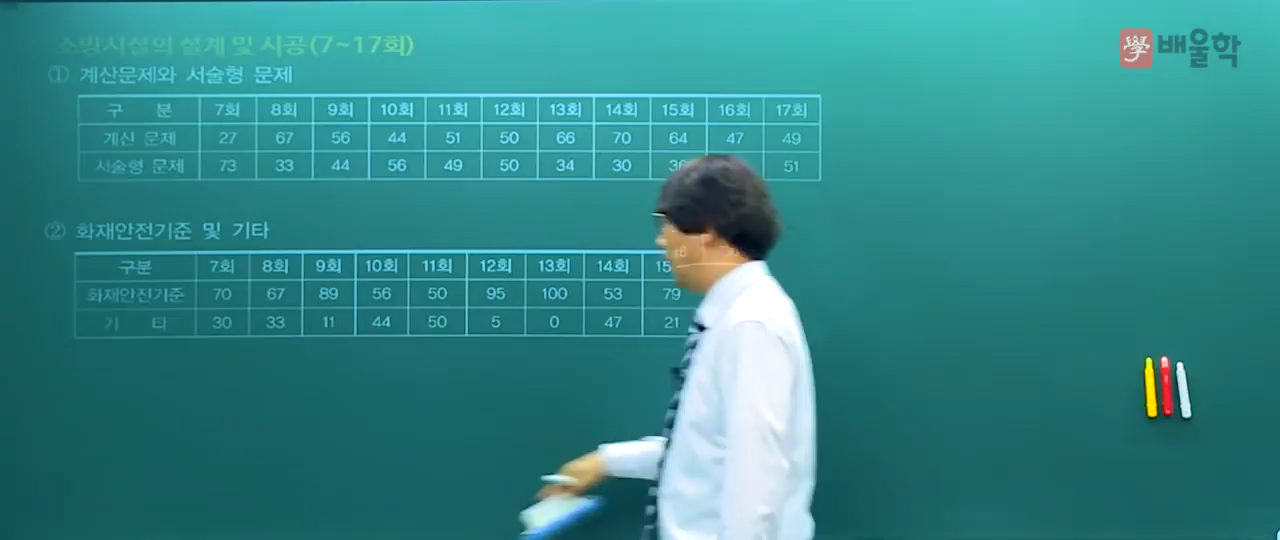 소방시설의 설계 및 시공(7~17회)
學 배울학
① 계산문제와 서술형 문제
구 분 7회 8회 9회 10회 11회 12회 13회 14회 15회 16회 17회
계산 문제 27 67 56 44 51 50 66 70 64 47 49
서술형 문제 73 33 44 56 49 50 34 30 36 51
② 화재안전기준 및 기타
구분 7회 8회 9회 10회 11회 12회 13회 14회 15
화재안전기준 70 67 89 56 50 95 100 53 79
기 타 30 33 11 44 50 5 0 47 21